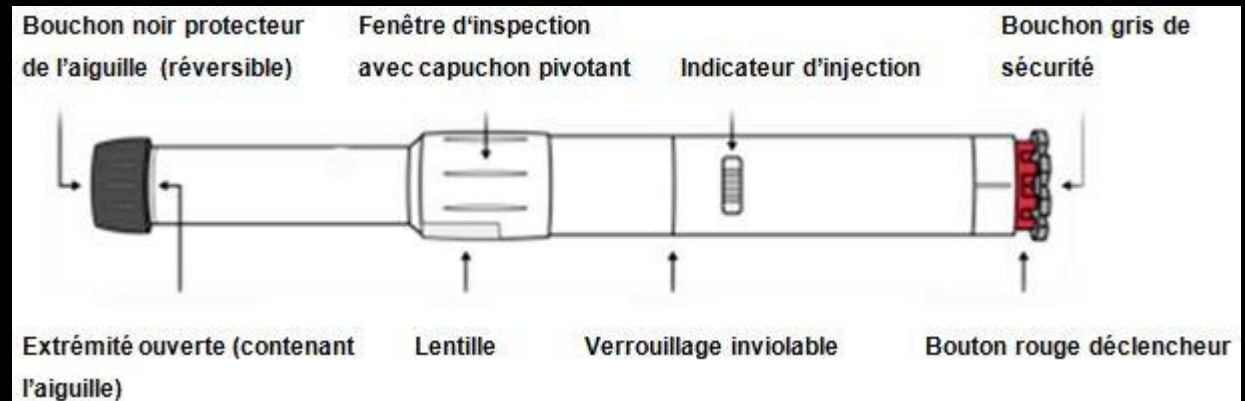 Bouchon noir protecteur
de l'aiguille (réversible)
Fenêtre d‘inspection
avec capuchon pivotant
Indicateur d'injection
Bouchon gris de
sécurité
Extrémité ouverte (contenant
l'aiguille)
Lentille
Verrouillage inviolable
Bouton rouge déclencheur